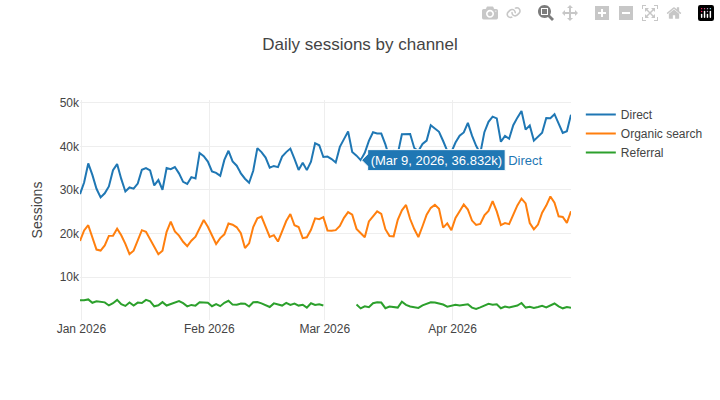 Daily sessions by channel
Sessions
50k
40k
30k
20k
10k
Jan 2026
Feb 2026
Mar 2026
Apr 2026
(Mar 9, 2026, 36.832k) Direct
Direct
Organic search
Referral